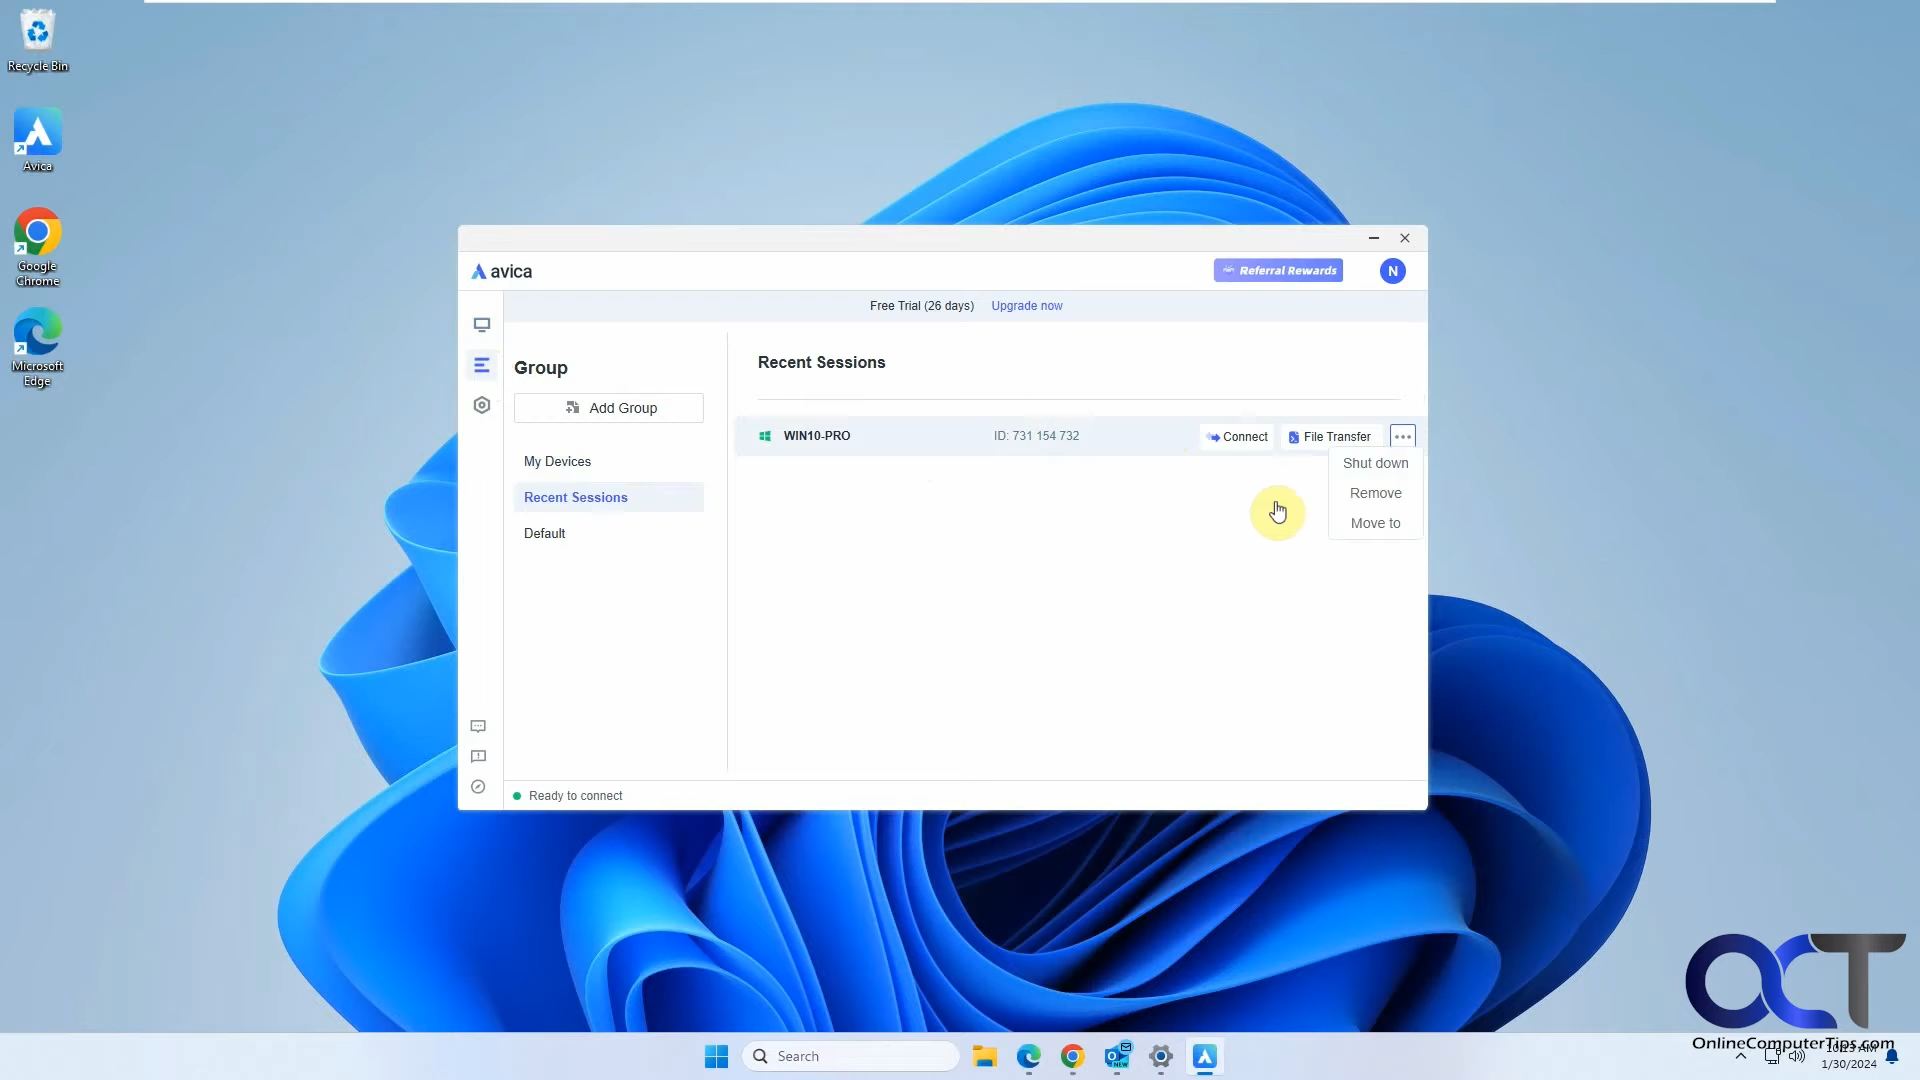 Recycle Bin
Avica
Google
Chrome
Microsoft
Edge
avica
Referral Rewards
N
Free Trial (26 days) Upgrade now
Group
Add Group
My Devices
Recent Sessions
Default
Recent Sessions
WIN10-PRO ID: 731 154 732 Connect File Transfer
Shut down
Remove
Move to
Ready to connect
OCT
OnlineComputerTips.com
Search
NEW
1/30/2024